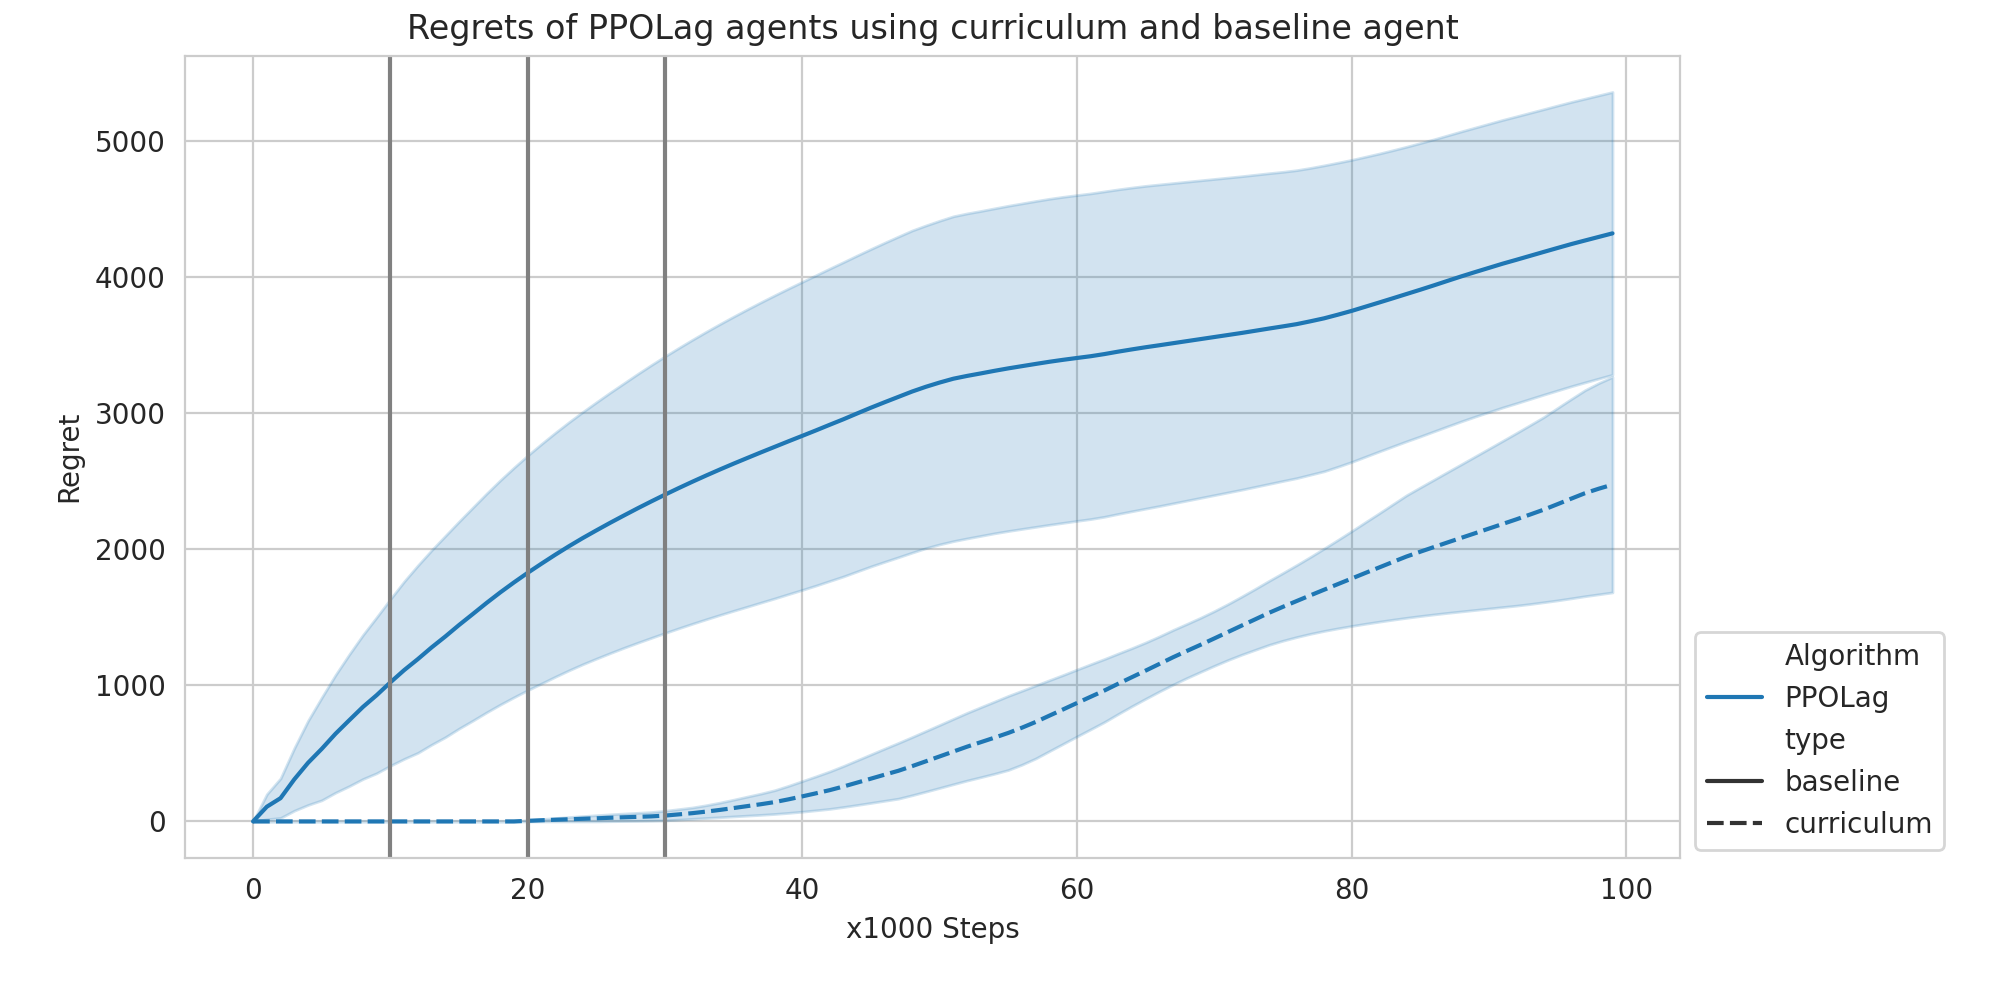 Regrets of PPOLag agents using curriculum and baseline agent
Regret
5000
4000
3000
2000
1000
0
0 20 40 60 80 100
x1000 Steps
Algorithm
PPOLag
type
baseline
curriculum